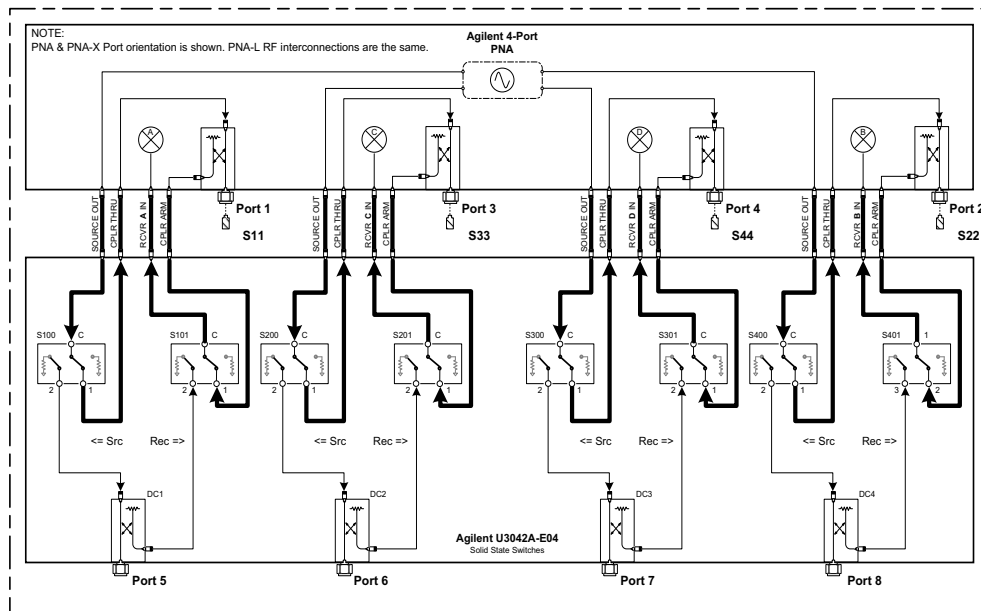 NOTE:
PNA & PNA-X Port orientation is shown. PNA-L RF interconnections are the same.
Agilent 4-Port
PNA
A
C
D
B
SOURCE OUT
CPLR THRU
RCVR A IN
CPLR ARM
Port 1
S11
SOURCE OUT
CPLR THRU
RCVR C IN
CPLR ARM
Port 3
S33
SOURCE OUT
CPLR THRU
RCVR D IN
CPLR ARM
Port 4
S44
SOURCE OUT
CPLR THRU
RCVR B IN
CPLR ARM
Port 2
S22
S100 C
S101 C
S200 C
S201 C
S300 C
S301 C
S400 C
S401 1
2 1
2 1
2 1
2 1
2 1
2 1
2 1
3 2
<= Src Rec =>
<= Src Rec =>
<= Src Rec =>
<= Src Rec =>
DC1
DC2
DC3
DC4
Agilent U3042A-E04
Solid State Switches
Port 5
Port 6
Port 7
Port 8